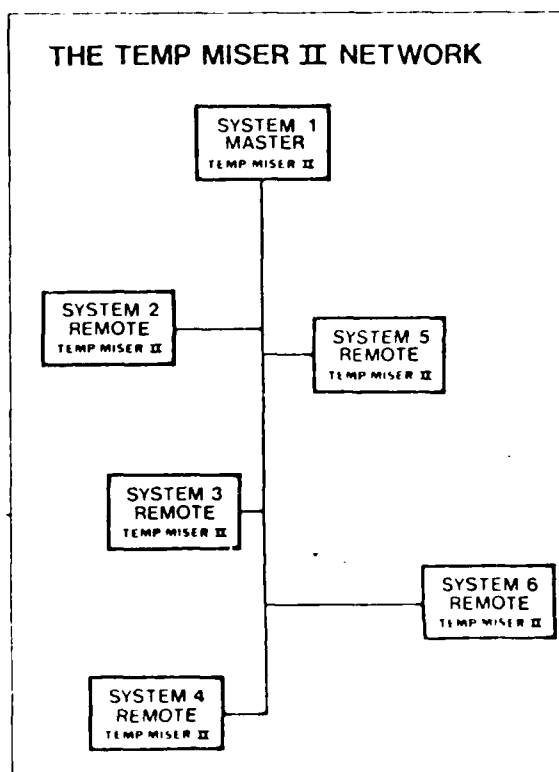 THE TEMP MISER II NETWORK
SYSTEM 1
MASTER
TEMP MISER II
SYSTEM 2
REMOTE
TEMP MISER II
SYSTEM 5
REMOTE
TEMP MISER II
SYSTEM 3
REMOTE
TEMP MISER II
SYSTEM 6
REMOTE
TEMP MISER II
SYSTEM 4
REMOTE
TEMP MISER II